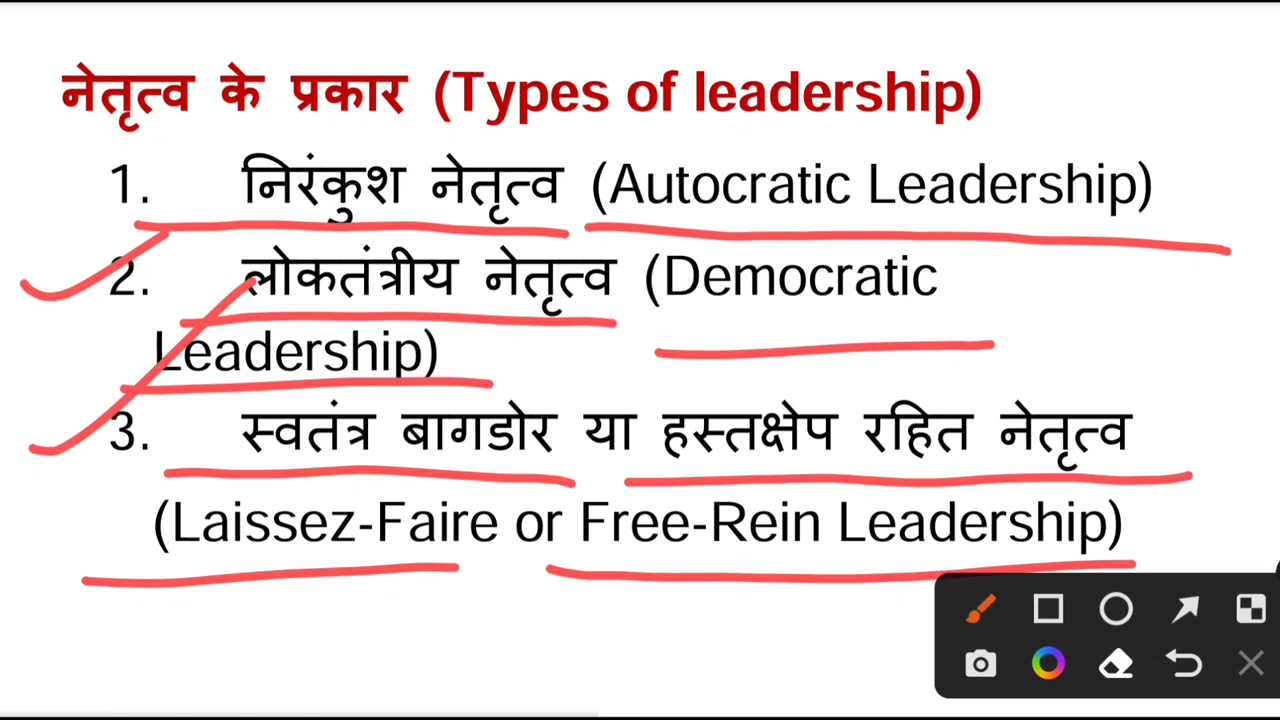 नेतृत्व के प्रकार (Types of leadership)
1. निरंकुश नेतृत्व (Autocratic Leadership)
2. लोकतंत्रीय नेतृत्व (Democratic
Leadership)
3. स्वतंत्र बागडोर या हस्तक्षेप रहित नेतृत्व
(Laissez-Faire or Free-Rein Leadership)